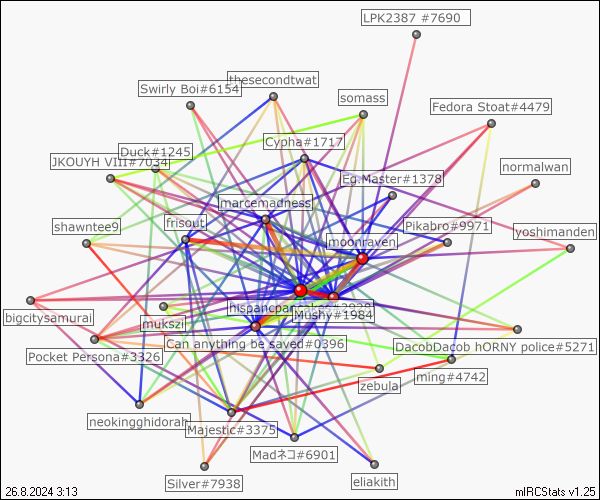 LPK2387 #7690
thesecondtwat
Swirly Boi#6154
somass
Fedora Stoat#4479
Cypha#1717
Duck#1245
JKOUYH VIII#7034
normalwan
Eg.Master#1378
marcemadness
shawntee9
frisout
Pikabro#9971
yoshimanden
moonraven
hispancpancakes#
Mushy#1984
bigcitysamurai
mukszi
Can anything be saved#0396
DacobDacob hORNY police#5271
Pocket Persona#3326
ming#4742
zebula
neokingghidorah
Majestic#3375
Madネコ#6901
Silver#7938
eliakith
26.8.2024 3:13
mIRCStats v1.25